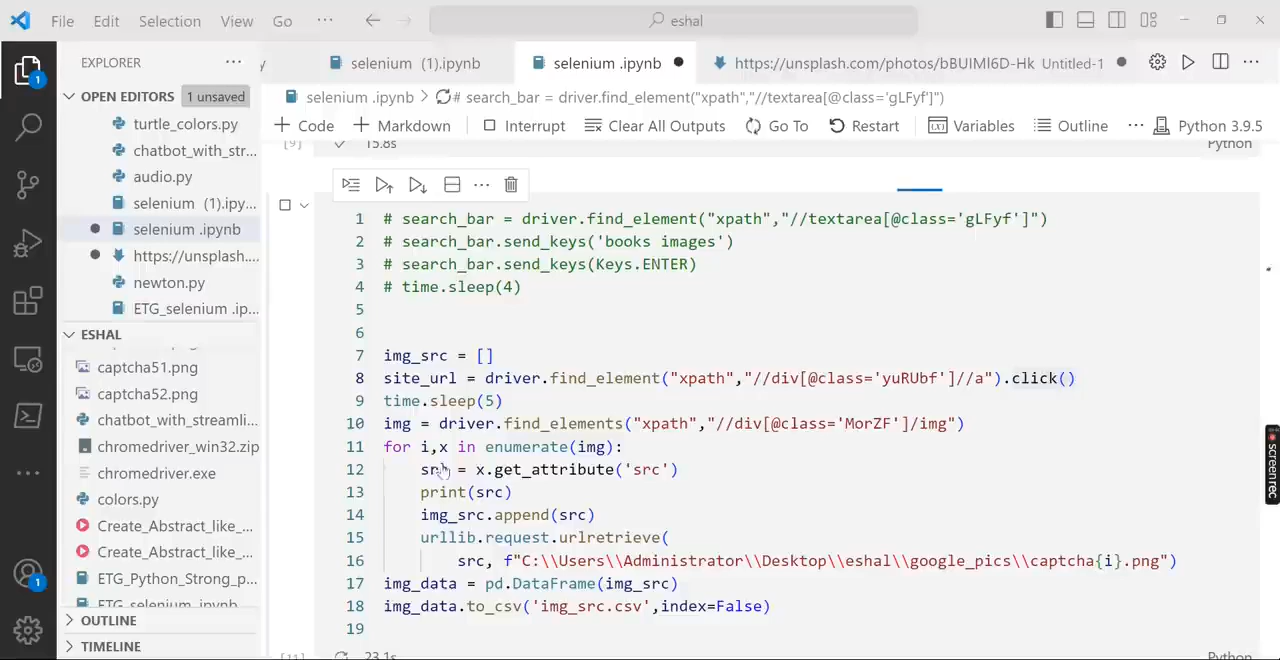 File Edit Selection View Go ··· eshal
EXPLORER ··· y selenium (1).ipynb selenium .ipynb https://unsplash.com/photos/bBUIMl6D-Hk Untitled-1 ···
OPEN EDITORS 1 unsaved
turtle_colors.py
chatbot_with_str...
audio.py
selenium (1).ipy...
selenium .ipynb
https://unsplash....
newton.py
ETG_selenium .ip...
ESHAL
captcha51.png
captcha52.png
chatbot_with_streamli...
chromedriver_win32.zip
chromedriver.exe
colors.py
Create_Abstract_like_...
Create_Abstract_like_...
ETG_Python_Strong_p...
ETG_selenium.ipynb
OUTLINE
TIMELINE
1
1
selenium .ipynb > # search_bar = driver.find_element("xpath","//textarea[@class='gLFyf']")
+ Code + Markdown Interrupt Clear All Outputs Go To Restart Variables Outline ··· Python 3.9.5
[9] 15.8s Python
1 # search_bar = driver.find_element("xpath","//textarea[@class='gLFyf']")
2 # search_bar.send_keys('books images')
3 # search_bar.send_keys(Keys.ENTER)
4 # time.sleep(4)
5
6
7 img_src = []
8 site_url = driver.find_element("xpath","//div[@class='yuRUbf']//a").click()
9 time.sleep(5)
10 img = driver.find_elements("xpath","//div[@class='MorZF']/img")
11 for i,x in enumerate(img):
12 src = x.get_attribute('src')
13 print(src)
14 img_src.append(src)
15 urllib.request.urlretrieve(
16 src, f"C:\\Users\\Administrator\\Desktop\\eshal\\google_pics\\captcha{i}.png")
17 img_data = pd.DataFrame(img_src)
18 img_data.to_csv('img_src.csv',index=False)
19
[11] 23.1s Python
screenrec